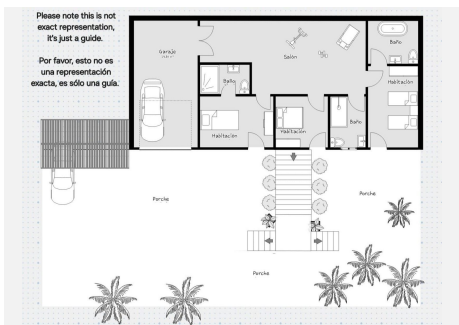 Please note this is not
exact representation,
it's just a guide.
Por favor, esto no es
una representación
exacta, es sólo una guía.
Garaje
Salón
Baño
Baño
Habitación
Habitación
Habitación
Baño
Porche
Porche
Porche